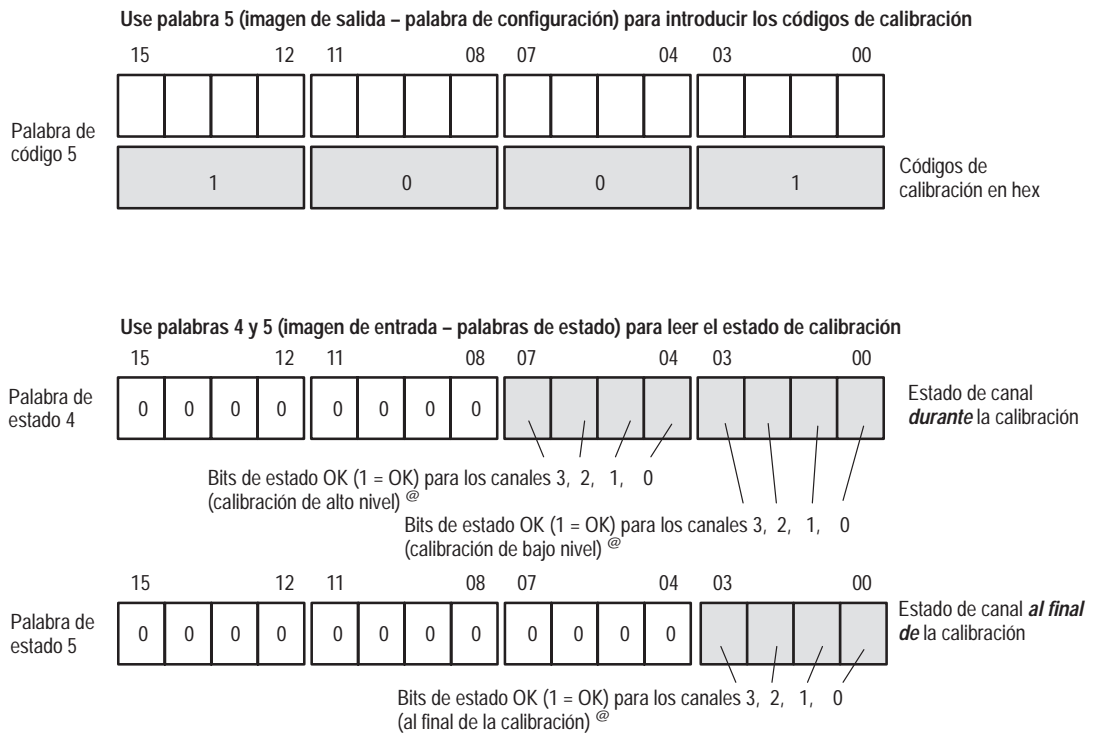 Use palabra 5 (imagen de salida – palabra de configuración) para introducir los códigos de calibración
15 12 11 08 07 04 03 00
Palabra de
código 5
1 0 0 1
Códigos de
calibración en hex
Use palabras 4 y 5 (imagen de entrada – palabras de estado) para leer el estado de calibración
15 12 11 08 07 04 03 00
Palabra de
estado 4
0 0 0 0 0 0 0 0
Estado de canal
durante la calibración
Bits de estado OK (1 = OK) para los canales 3, 2, 1, 0
(calibración de alto nivel) @
Bits de estado OK (1 = OK) para los canales 3, 2, 1, 0
(calibración de bajo nivel) @
15 12 11 08 07 04 03 00
Palabra de
estado 5
0 0 0 0 0 0 0 0 0 0 0 0
Estado de canal al final
de la calibración
Bits de estado OK (1 = OK) para los canales 3, 2, 1, 0
(al final de la calibración) @